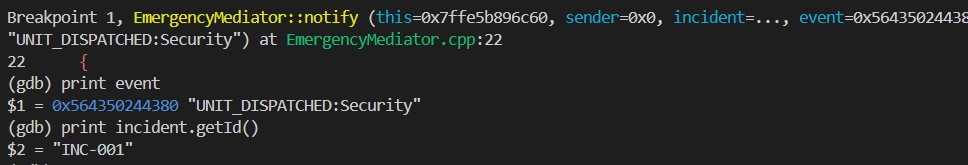 Breakpoint 1, EmergencyMediator::notify (this=0x7ffe5b896c60, sender=0x0, incident=..., event=0x56435024438
"UNIT_DISPATCHED:Security") at EmergencyMediator.cpp:22
22      {
(gdb) print event
$1 = 0x564350244380 "UNIT_DISPATCHED:Security"
(gdb) print incident.getId()
$2 = "INC-001"